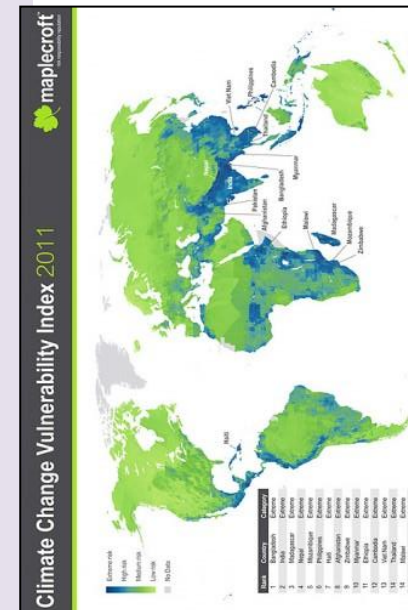 Climate Change Vulnerability Index 2011
maplecroft
Extreme risk
High risk
Medium risk
Low risk
No Data
Haiti
Nepal
India
Pakistan
Afghanistan
Ethiopia
Bangladesh
Myanmar
Thailand
Viet Nam
Philippines
Cambodia
Malawi
Madagascar
Mozambique
Zimbabwe
Rank Country Category
1 Bangladesh Extreme
2 India Extreme
3 Madagascar Extreme
4 Nepal Extreme
5 Mozambique Extreme
6 Philippines Extreme
7 Haiti Extreme
8 Afghanistan Extreme
9 Zimbabwe Extreme
10 Myanmar Extreme
11 Ethiopia Extreme
12 Cambodia Extreme
13 Viet Nam Extreme
14 Thailand Extreme
14 Malawi Extreme